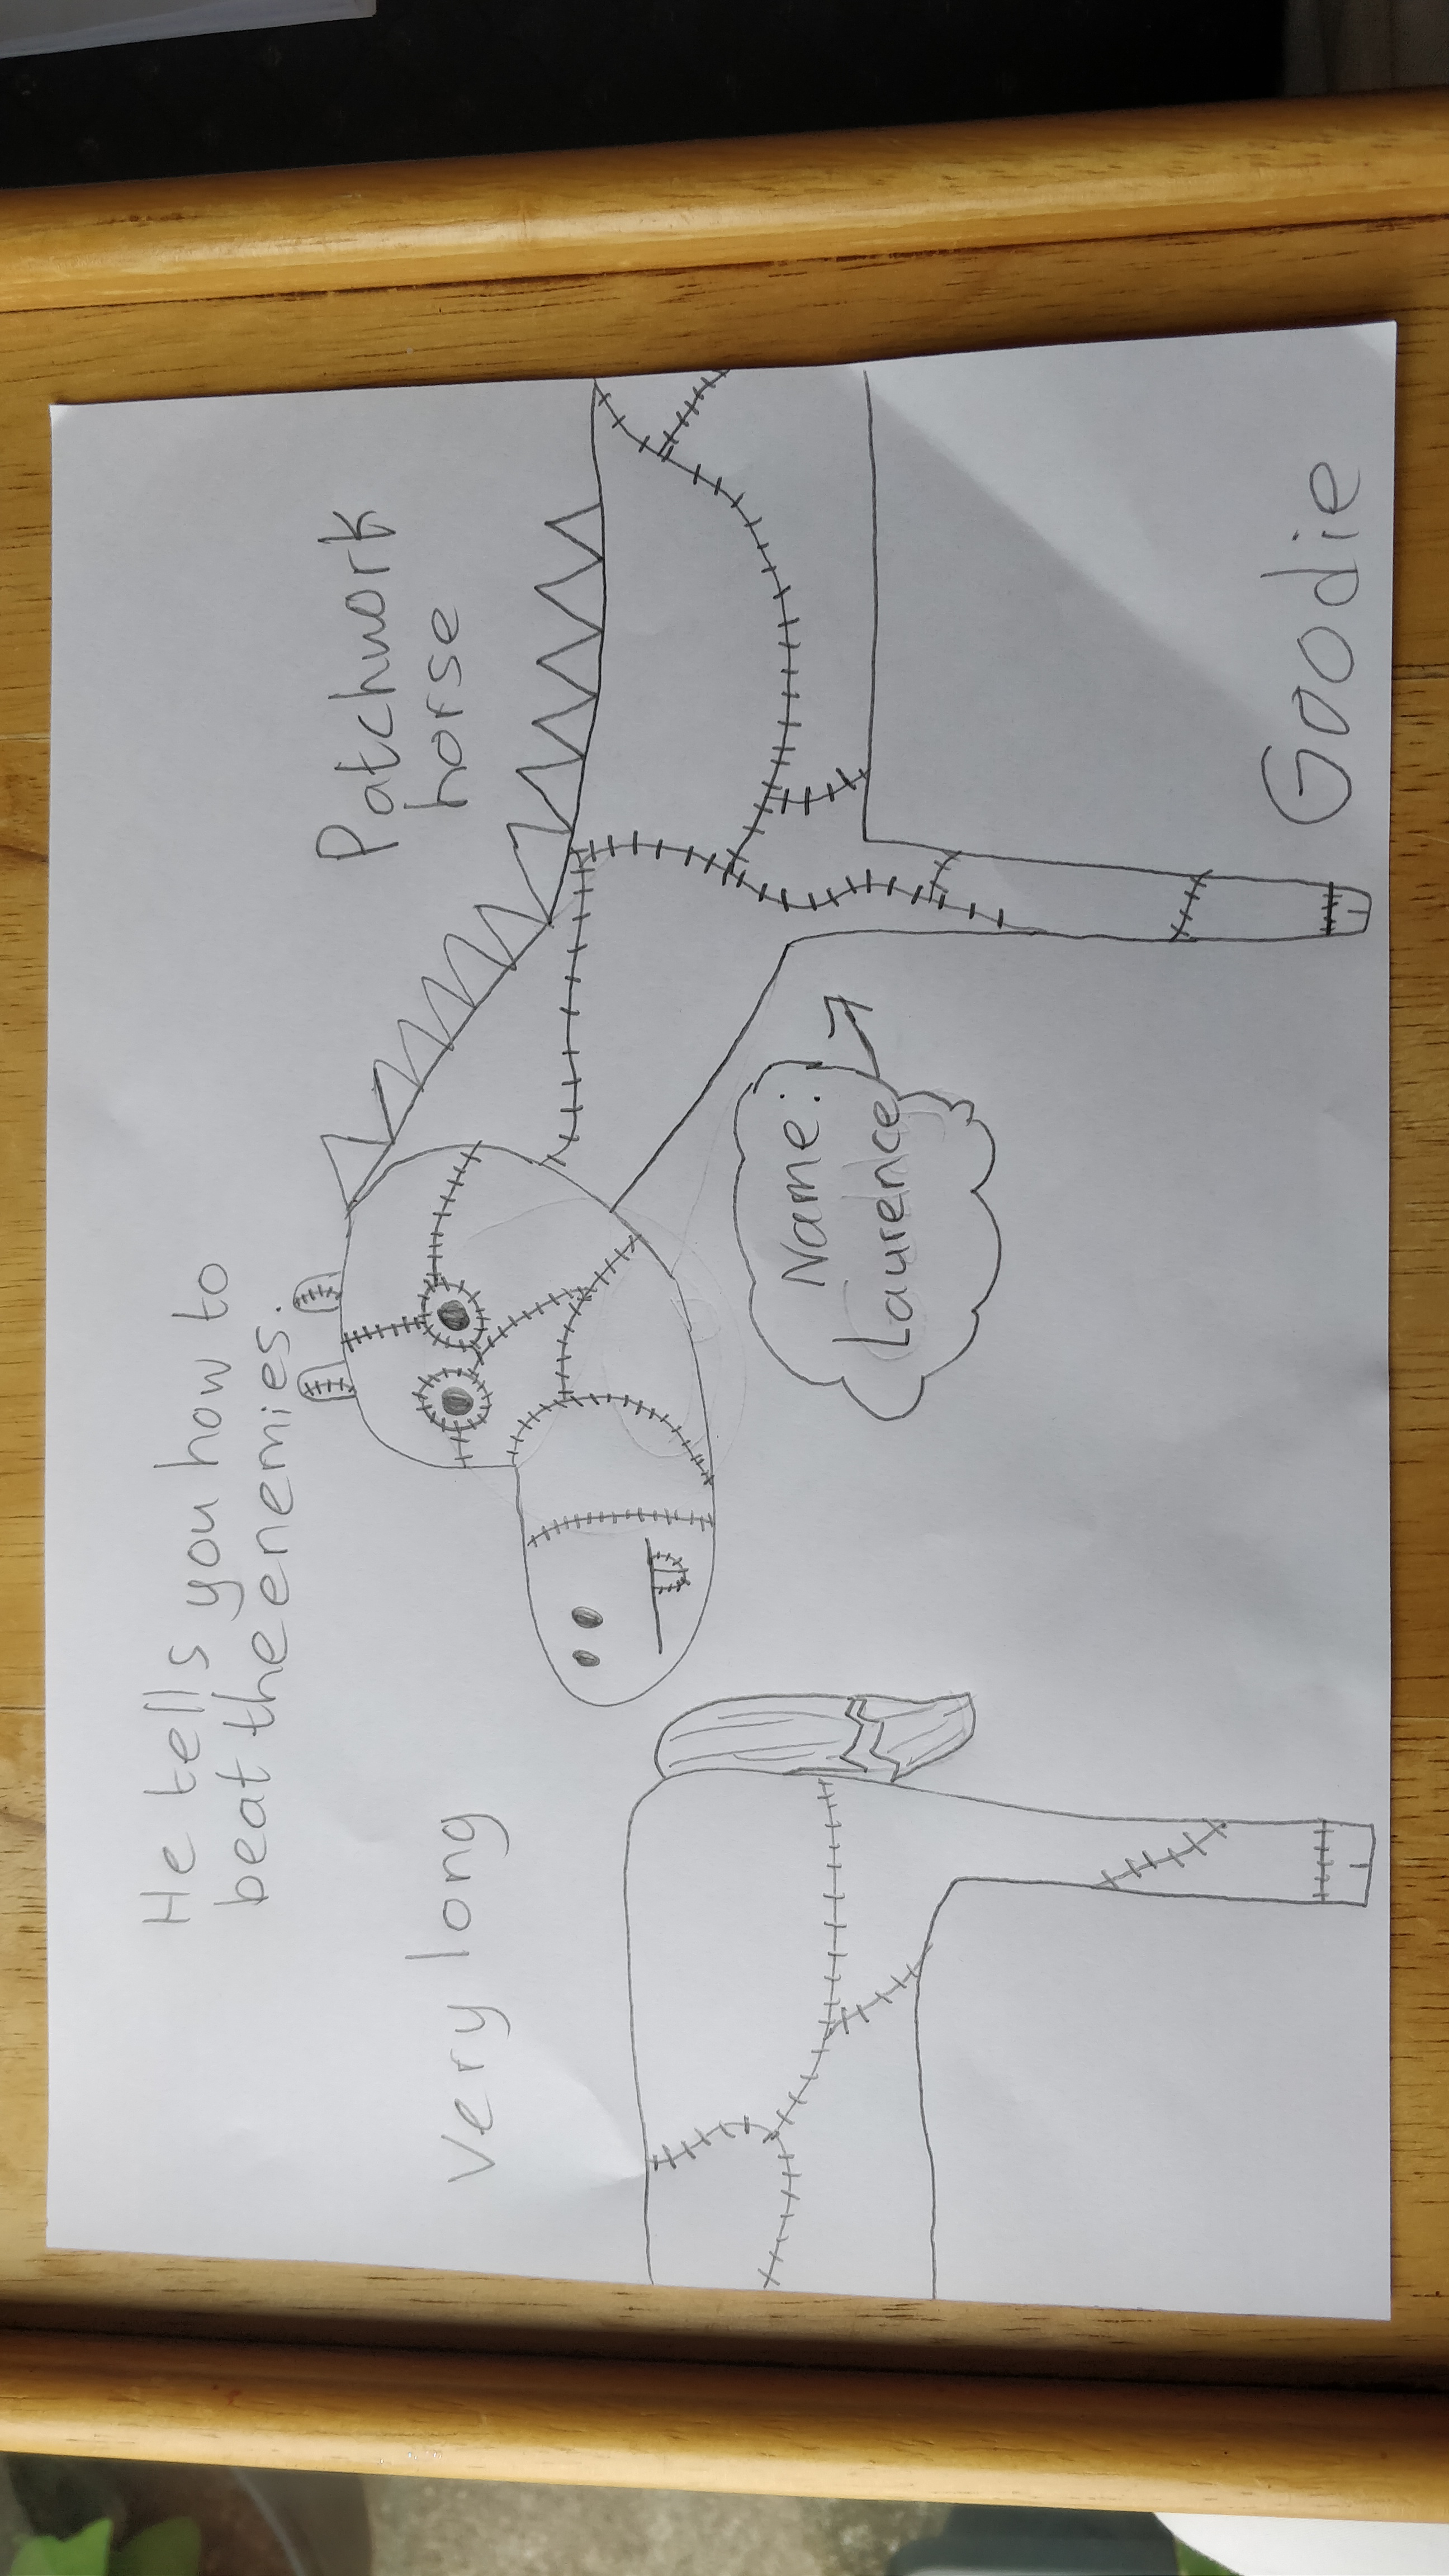 He tells you how to
beat the enemies.
Very long
Patchwork
horse
Name:
Laurence
Goodie